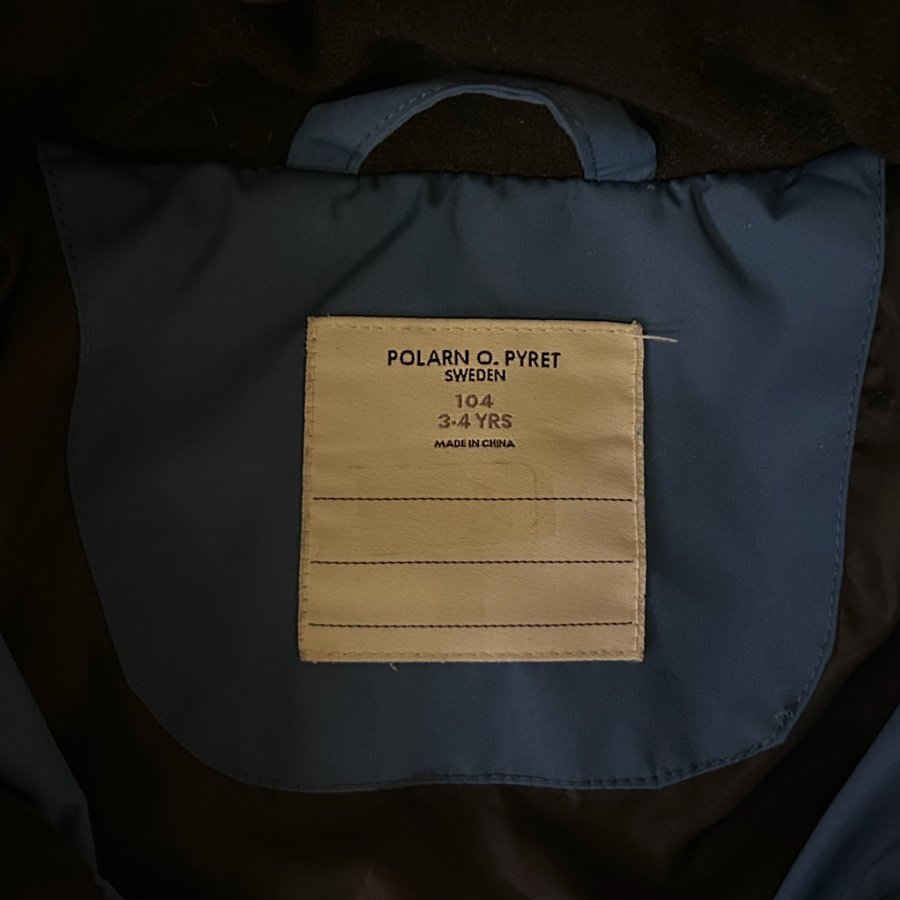 POLARN O. PYRET
SWEDEN
104
3-4 YRS
MADE IN CHINA